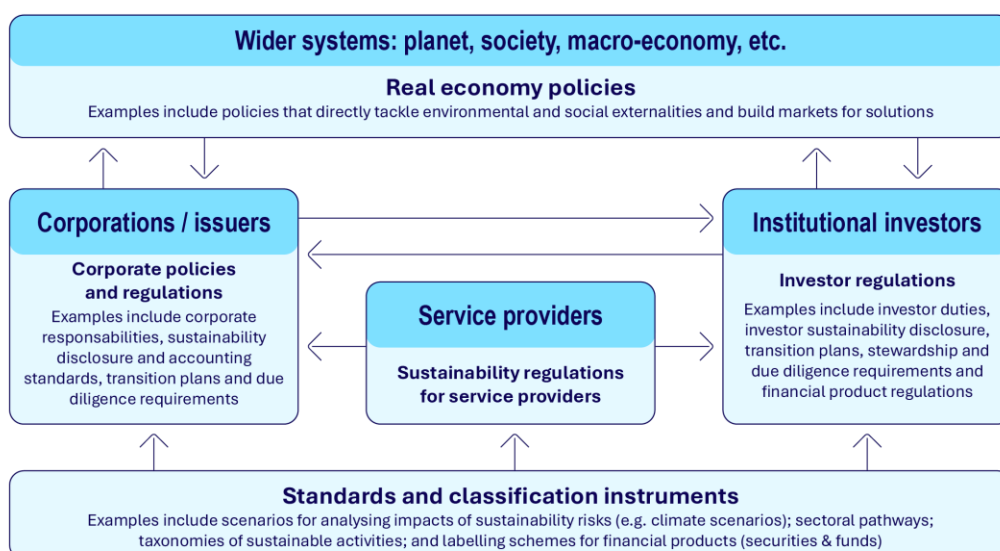 Wider systems: planet, society, macro-economy, etc.
Real economy policies
Examples include policies that directly tackle environmental and social externalities and build markets for solutions
Corporations / issuers
Corporate policies
and regulations
Examples include corporate
responsabilities, sustainability
disclosure and accounting
standards, transition plans and due
diligence requirements
Service providers
Sustainability regulations
for service providers
Institutional investors
Investor regulations
Examples include investor duties,
investor sustainability disclosure,
transition plans, stewardship and
due diligence requirements and
financial product regulations
Standards and classification instruments
Examples include scenarios for analysing impacts of sustainability risks (e.g. climate scenarios); sectoral pathways;
taxonomies of sustainable activities; and labelling schemes for financial products (securities & funds)